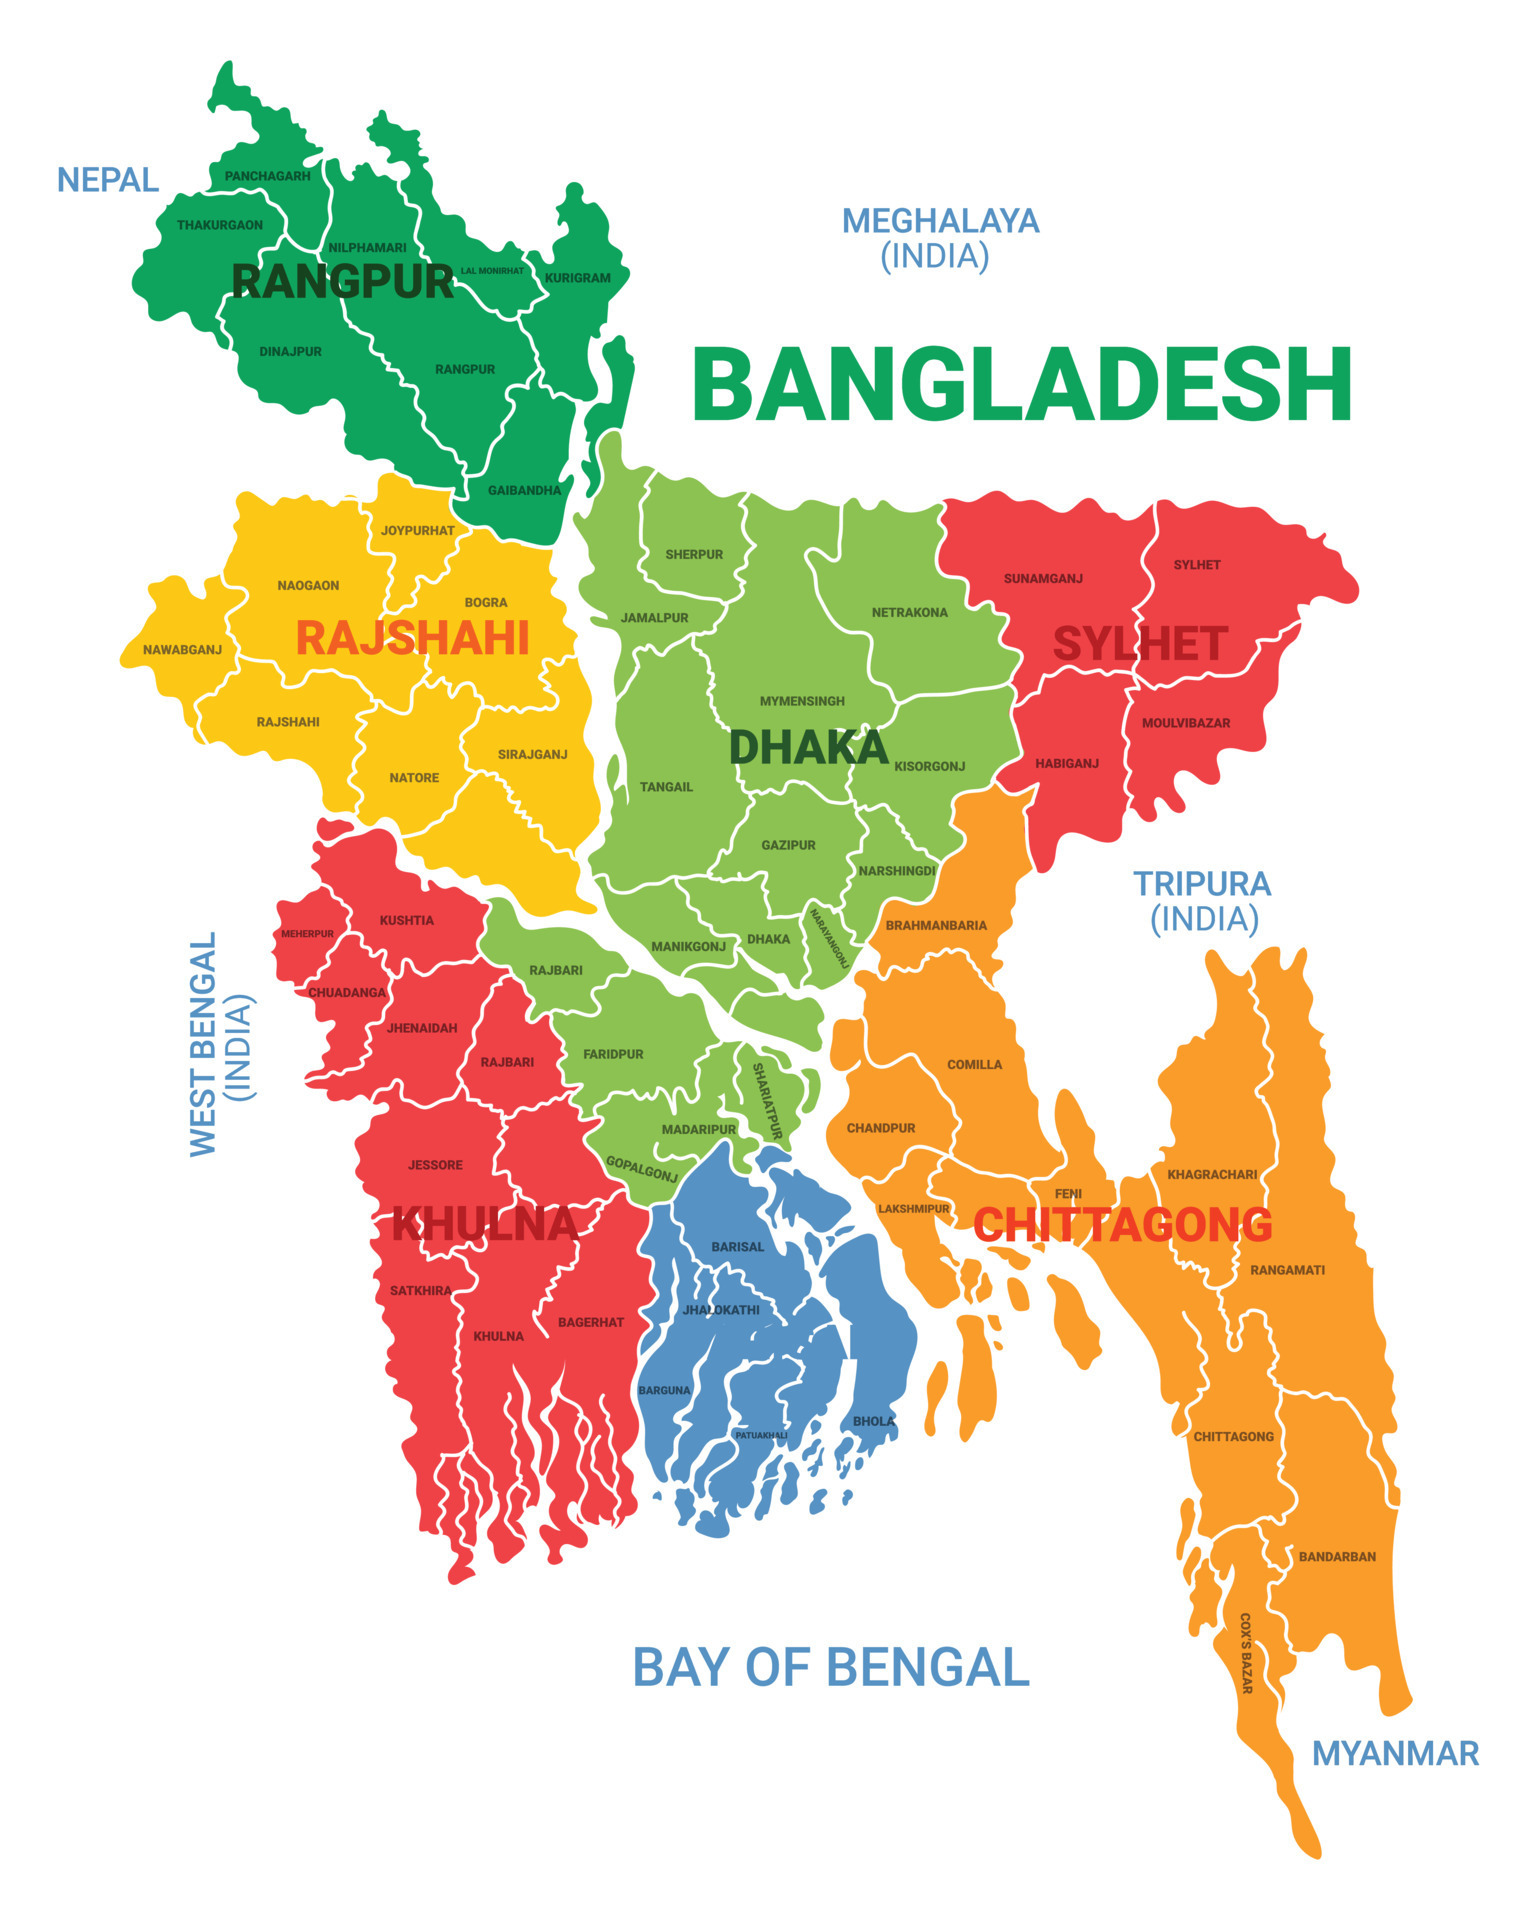 NEPAL
PANCHAGARH
THAKURGAON
NILPHAMARI
RANGPUR
LAL MONIRHAT
KURIGRAM
DINAJPUR
RANGPUR
GAIBANDHA
MEGHALAYA
(INDIA)
BANGLADESH
JOYPURHAT
NAOGAON
BOGRA
RAJSHAHI
NAWABGANJ
RAJSHAHI
SIRAJGANJ
NATORE
SHERPUR
JAMALPUR
NETRAKONA
MYMENSINGH
DHAKA
KISORGONJ
TANGAIL
GAZIPUR
NARSHINGDI
MANIKGONJ
DHAKA
NARAYANGONJ
RAJBARI
FARIDPUR
SHARIATPUR
MADARIPUR
GOPALGONJ
SUNAMGANJ
SYLHET
SYLHET
MOULVIBAZAR
HABIGANJ
TRIPURA
(INDIA)
WEST BENGAL
(INDIA)
KUSHTIA
MEHERPUR
CHUADANGA
JHENAIDAH
RAJBARI
JESSORE
KHULNA
SATKHIRA
KHULNA
BAGERHAT
BARISAL
JHALOKATHI
BARGUNA
PATUAKHALI
BHOLA
BRAHMANBARIA
COMILLA
CHANDPUR
LAKSHMIPUR
FENI
KHAGRACHARI
CHITTAGONG
RANGAMATI
CHITTAGONG
BANDARBAN
COX'S BAZAR
BAY OF BENGAL
MYANMAR